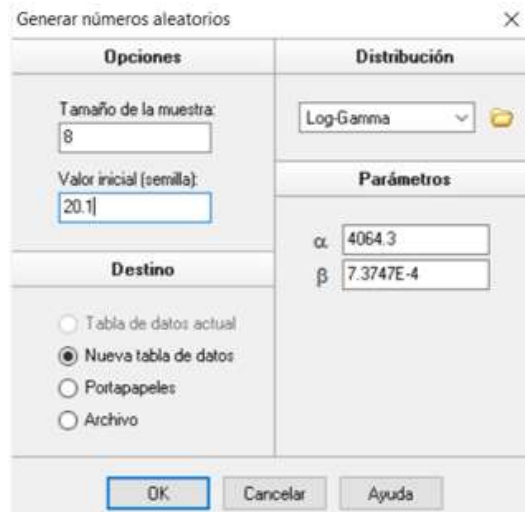 Generar números aleatorios
Opciones
Tamaño de la muestra:
8
Valor inicial (semilla):
20.1
Destino
Tabla de datos actual
Nueva tabla de datos
Portapapeles
Archivo
Distribución
Log-Gamma
Parámetros
α 4064.3
β 7.3747E-4
OK Cancelar Ayuda